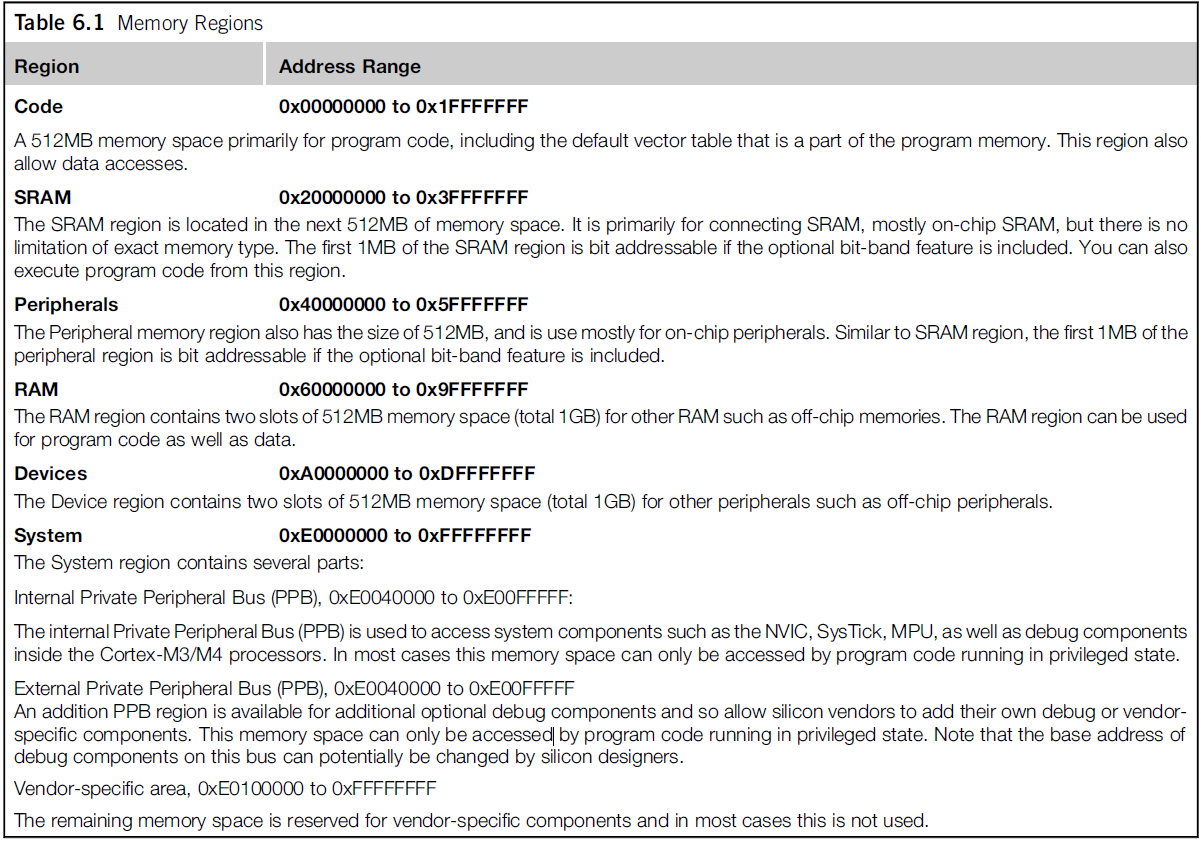 Table 6.1 Memory Regions
Region Address Range
Code 0x00000000 to 0x1FFFFFFF
A 512MB memory space primarily for program code, including the default vector table that is a part of the program memory. This region also
allow data accesses.
SRAM 0x20000000 to 0x3FFFFFFF
The SRAM region is located in the next 512MB of memory space. It is primarily for connecting SRAM, mostly on-chip SRAM, but there is no
limitation of exact memory type. The first 1MB of the SRAM region is bit addressable if the optional bit-band feature is included. You can also
execute program code from this region.
Peripherals 0x40000000 to 0x5FFFFFFF
The Peripheral memory region also has the size of 512MB, and is use mostly for on-chip peripherals. Similar to SRAM region, the first 1MB of the
peripheral region is bit addressable if the optional bit-band feature is included.
RAM 0x60000000 to 0x9FFFFFFF
The RAM region contains two slots of 512MB memory space (total 1GB) for other RAM such as off-chip memories. The RAM region can be used
for program code as well as data.
Devices 0xA0000000 to 0xDFFFFFFF
The Device region contains two slots of 512MB memory space (total 1GB) for other peripherals such as off-chip peripherals.
System 0xE0000000 to 0xFFFFFFFF
The System region contains several parts:
Internal Private Peripheral Bus (PPB), 0xE0040000 to 0xE00FFFFF:
The internal Private Peripheral Bus (PPB) is used to access system components such as the NVIC, SysTick, MPU, as well as debug components
inside the Cortex-M3/M4 processors. In most cases this memory space can only be accessed by program code running in privileged state.
External Private Peripheral Bus (PPB), 0xE0040000 to 0xE00FFFFF
An addition PPB region is available for additional optional debug components and so allow silicon vendors to add their own debug or vendor-
specific components. This memory space can only be accessed by program code running in privileged state. Note that the base address of
debug components on this bus can potentially be changed by silicon designers.
Vendor-specific area, 0xE0100000 to 0xFFFFFFFF
The remaining memory space is reserved for vendor-specific components and in most cases this is not used.